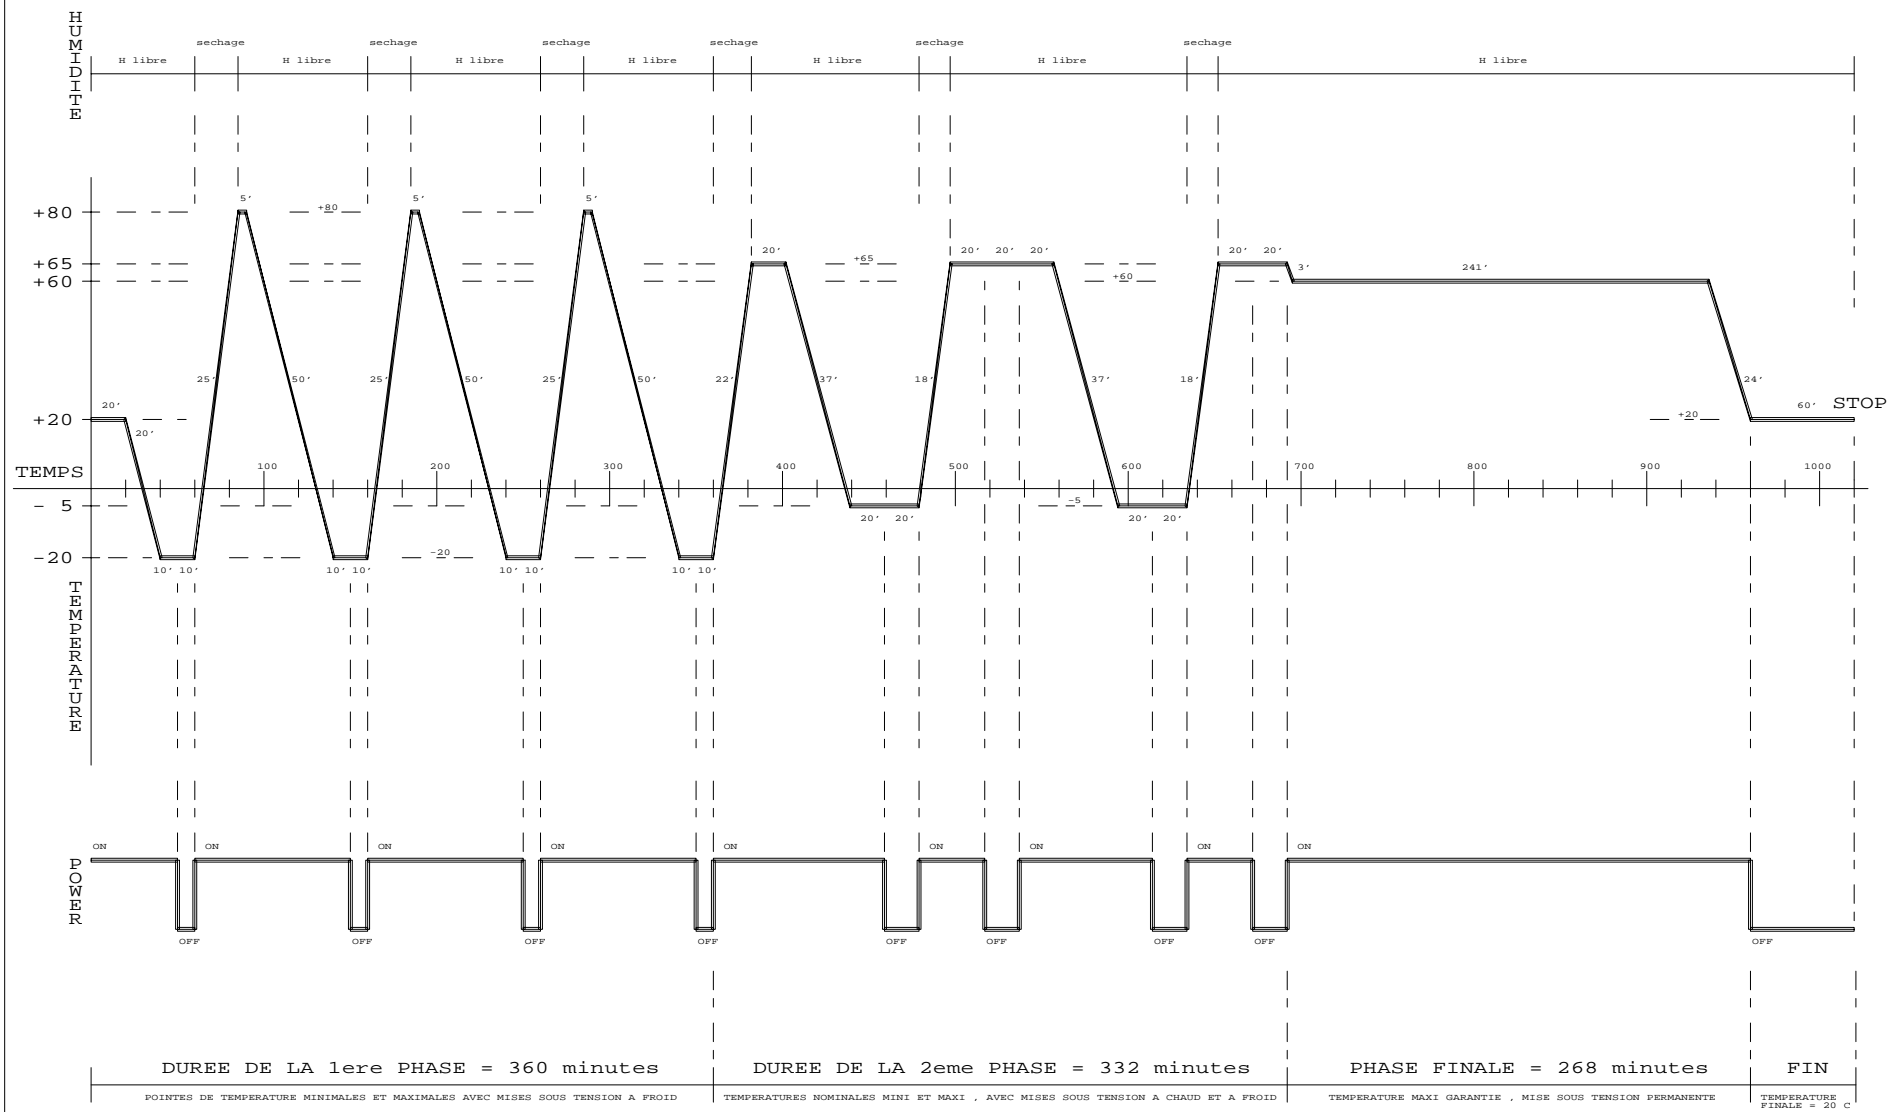 HUMIDITE
sechage sechage sechage sechage sechage sechage
H libre H libre H libre H libre H libre H libre H libre
5' 5' 5'
+80 +80
20' 20' 20' 20' 20' 20'
+65 +65
3' 241'
+60 +60
25' 50' 25' 50' 25' 50' 22' 37' 18' 37' 18' 24'
20' 60' STOP
+20 +20
20'
TEMPS 100 200 300 400 500 600 700 800 900 1000
- 5 -5
20' 20' 20' 20'
-20 -20
10' 10' 10' 10' 10' 10' 10' 10'
TEMPERATURE
ON ON ON ON ON ON ON ON ON
POWER
OFF OFF OFF OFF OFF OFF OFF OFF OFF
DUREE DE LA 1ere PHASE = 360 minutes DUREE DE LA 2eme PHASE = 332 minutes PHASE FINALE = 268 minutes FIN
POINTES DE TEMPERATURE MINIMALES ET MAXIMALES AVEC MISES SOUS TENSION A FROID TEMPERATURES NOMINALES MINI ET MAXI , AVEC MISES SOUS TENSION A CHAUD ET A FROID TEMPERATURE MAXI GARANTIE , MISE SOUS TENSION PERMANENTE TEMPERATURE
FINALE = 20 C